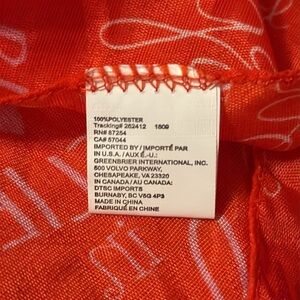 100%POLYESTER
Tracking# 252412 1809
RN# 87254
CA# 57044
IMPORTED BY / IMPORTÉ PAR
IN U.S.A. / AUX É.-U.:
GREENBRIER INTERNATIONAL, INC.
500 VOLVO PARKWAY,
CHESAPEAKE, VA 23320
IN CANADA / AU CANADA:
DTSC IMPORTS
BURNABY, BC V5G 4P3
MADE IN CHINA
FABRIQUÉ EN CHINE